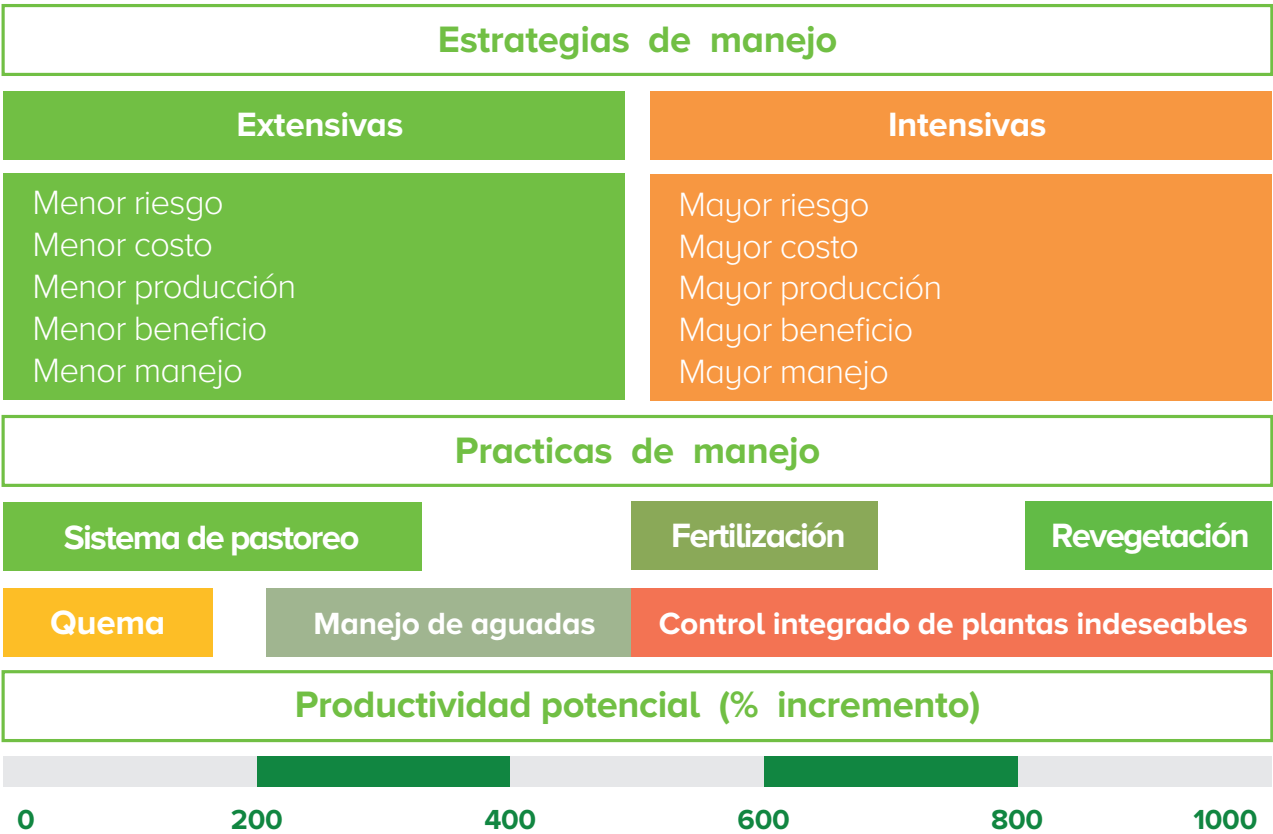 Estrategias de manejo
Extensivas
Intensivas
Menor riesgo
Menor costo
Menor producción
Menor beneficio
Menor manejo
Mayor riesgo
Mayor costo
Mayor producción
Mayor beneficio
Mayor manejo
Practicas de manejo
Sistema de pastoreo
Fertilización
Revegetación
Quema
Manejo de aguadas
Control integrado de plantas indeseables
Productividad potencial (% incremento)
0 200 400 600 800 1000